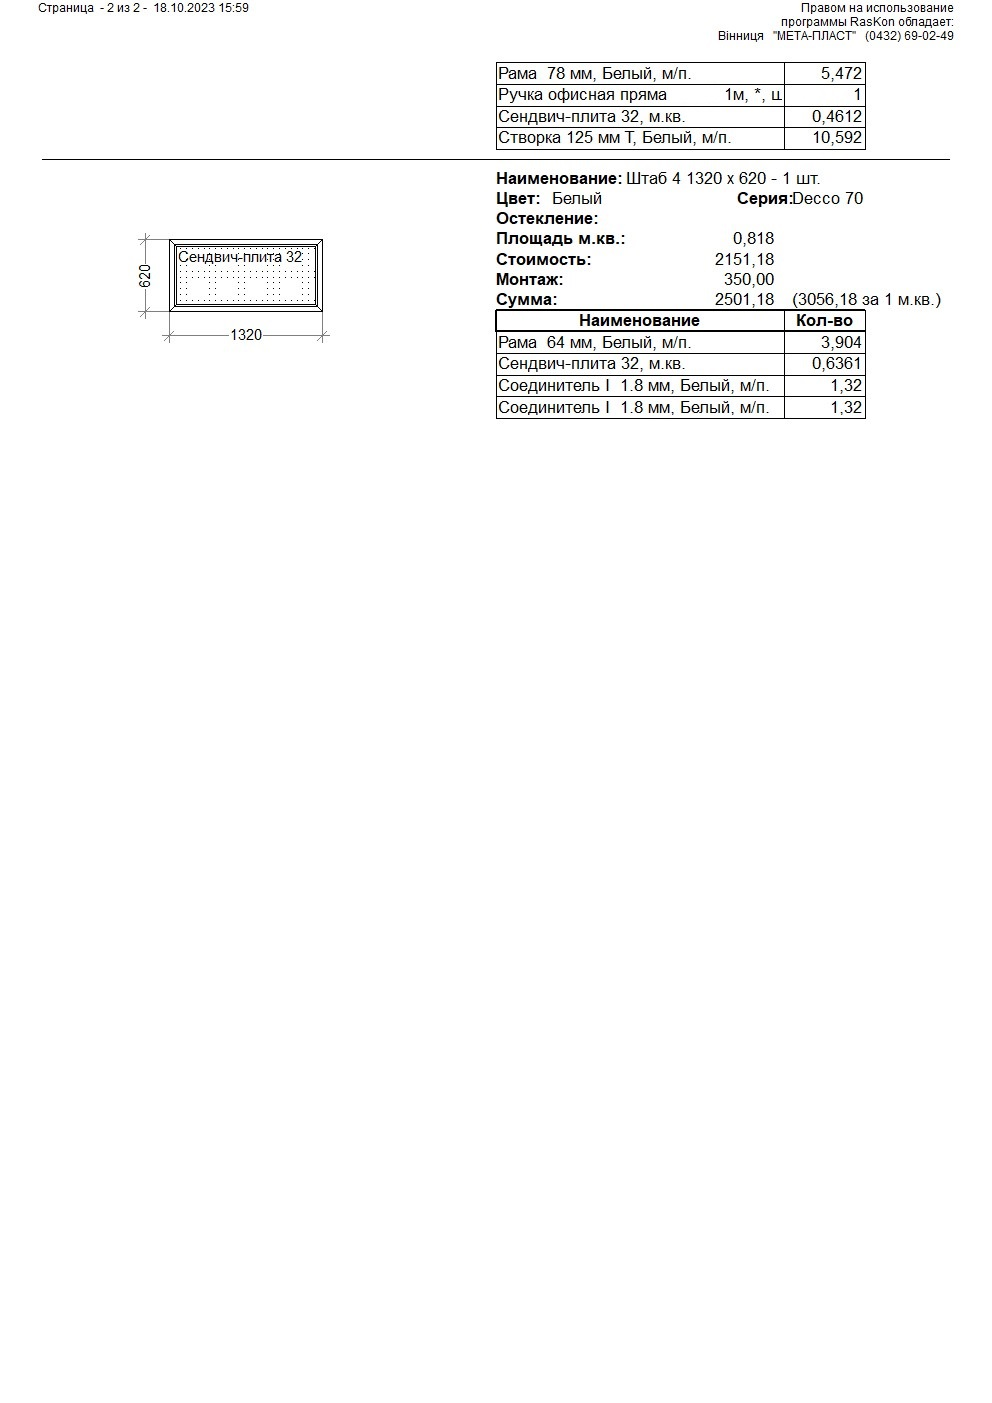 Страница - 2 из 2 - 18.10.2023 15:59
Правом на использование
программы RasKon обладает:
Вінниця "МЕТА-ПЛАСТ" (0432) 69-02-49
Рама 78 мм, Белый, м/п. 5,472
Ручка офисная пряма 1м, *, ц 1
Сендвич-плита 32, м.кв. 0,4612
Створка 125 мм Т, Белый, м/п. 10,592
Наименование: Штаб 4 1320 x 620 - 1 шт.
Цвет: Белый Серия:Decco 70
Остекление:
Площадь м.кв.: 0,818
Стоимость: 2151,18
Монтаж: 350,00
Сумма: 2501,18 (3056,18 за 1 м.кв.)
Наименование Кол-во
Рама 64 мм, Белый, м/п. 3,904
Сендвич-плита 32, м.кв. 0,6361
Соединитель I 1.8 мм, Белый, м/п. 1,32
Соединитель I 1.8 мм, Белый, м/п. 1,32
Сендвич-плита 32
620
1320